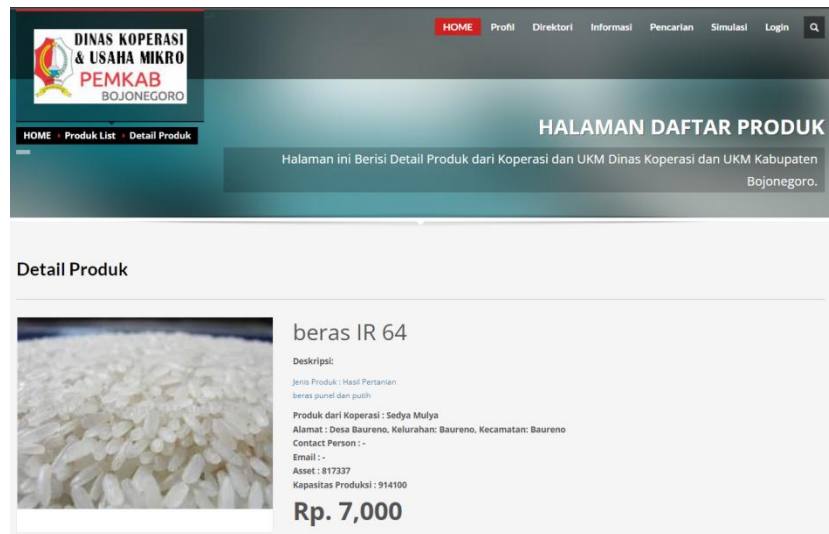 DINAS KOPERASI
& USAHA MIKRO
PEMKAB
BOJONEGORO
HOME Profil Direktori Informasi Pencarian Simulasi Login
HOME Produk List Detail Produk
HALAMAN DAFTAR PRODUK
Halaman ini Berisi Detail Produk dari Koperasi dan UKM Dinas Koperasi dan UKM Kabupaten
Bojonegoro.
Detail Produk
beras IR 64
Deskripsi:
Jenis Produk : Hasil Pertanian
beras punel dan putih
Produk dari Koperasi : Sedya Mulya
Alamat : Desa Baureno, Kelurahan: Baureno, Kecamatan: Baureno
Contact Person : -
Email : -
Asset : 817337
Kapasitas Produksi : 914100
Rp. 7,000